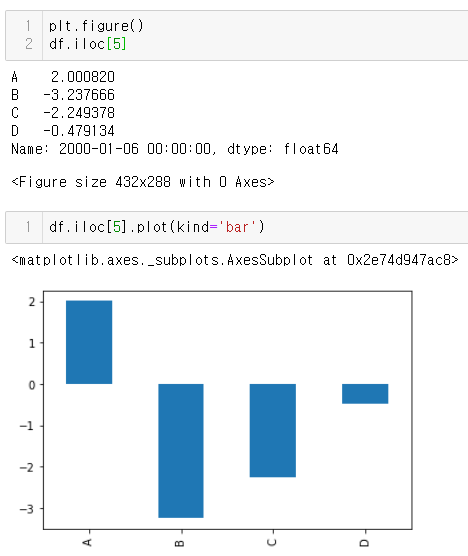 1 plt.figure()
2 df.iloc[5]
A 2.000820
B -3.237666
C -2.249378
D -0.479134
Name: 2000-01-06 00:00:00, dtype: float64
<Figure size 432x288 with 0 Axes>
1 df.iloc[5].plot(kind='bar')
<matplotlib.axes._subplots.AxesSubplot at 0x2e74d947ac8>
2
1
0
-1
-2
-3
A B C D